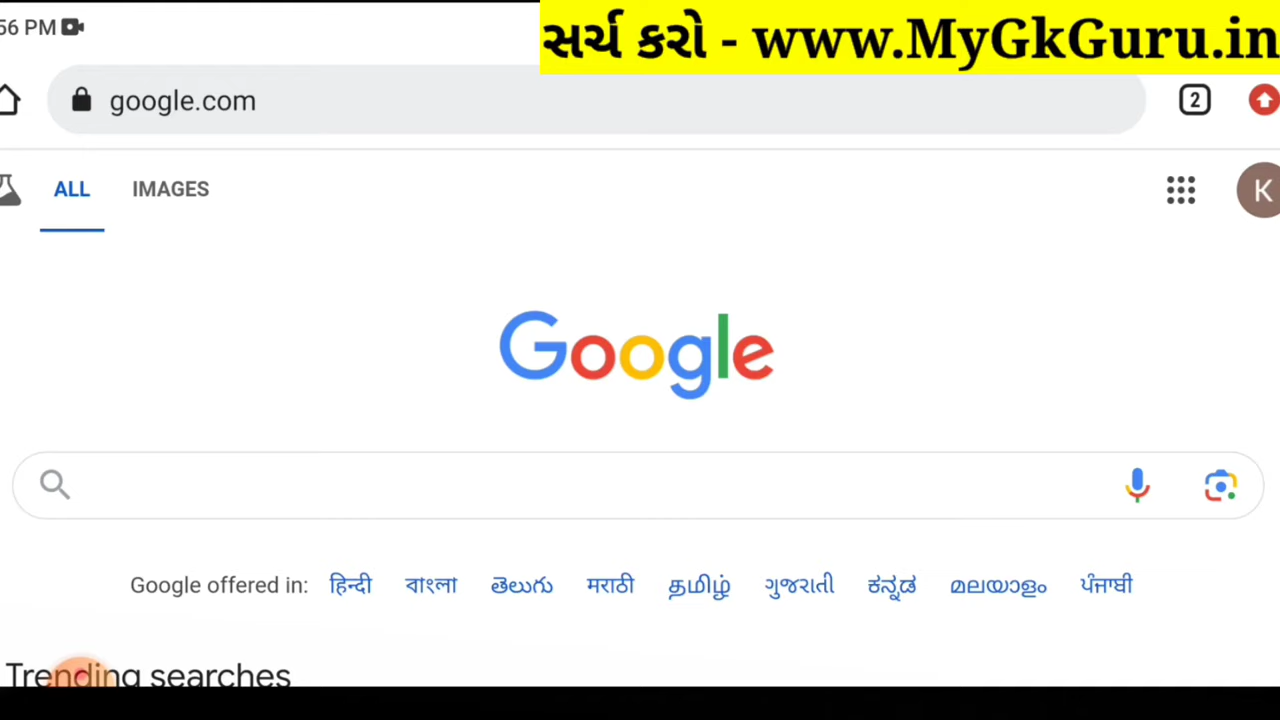 56 PM
સર્ચ કરો - www.MyGkGuru.in
google.com
2
ALL IMAGES
K
Google
Google offered in: हिन्दी বাংলা తెలుగు मराठी தமிழ் ગુજરાતી ಕನ್ನಡ മലയാളം ਪੰਜਾਬੀ
Trending searches